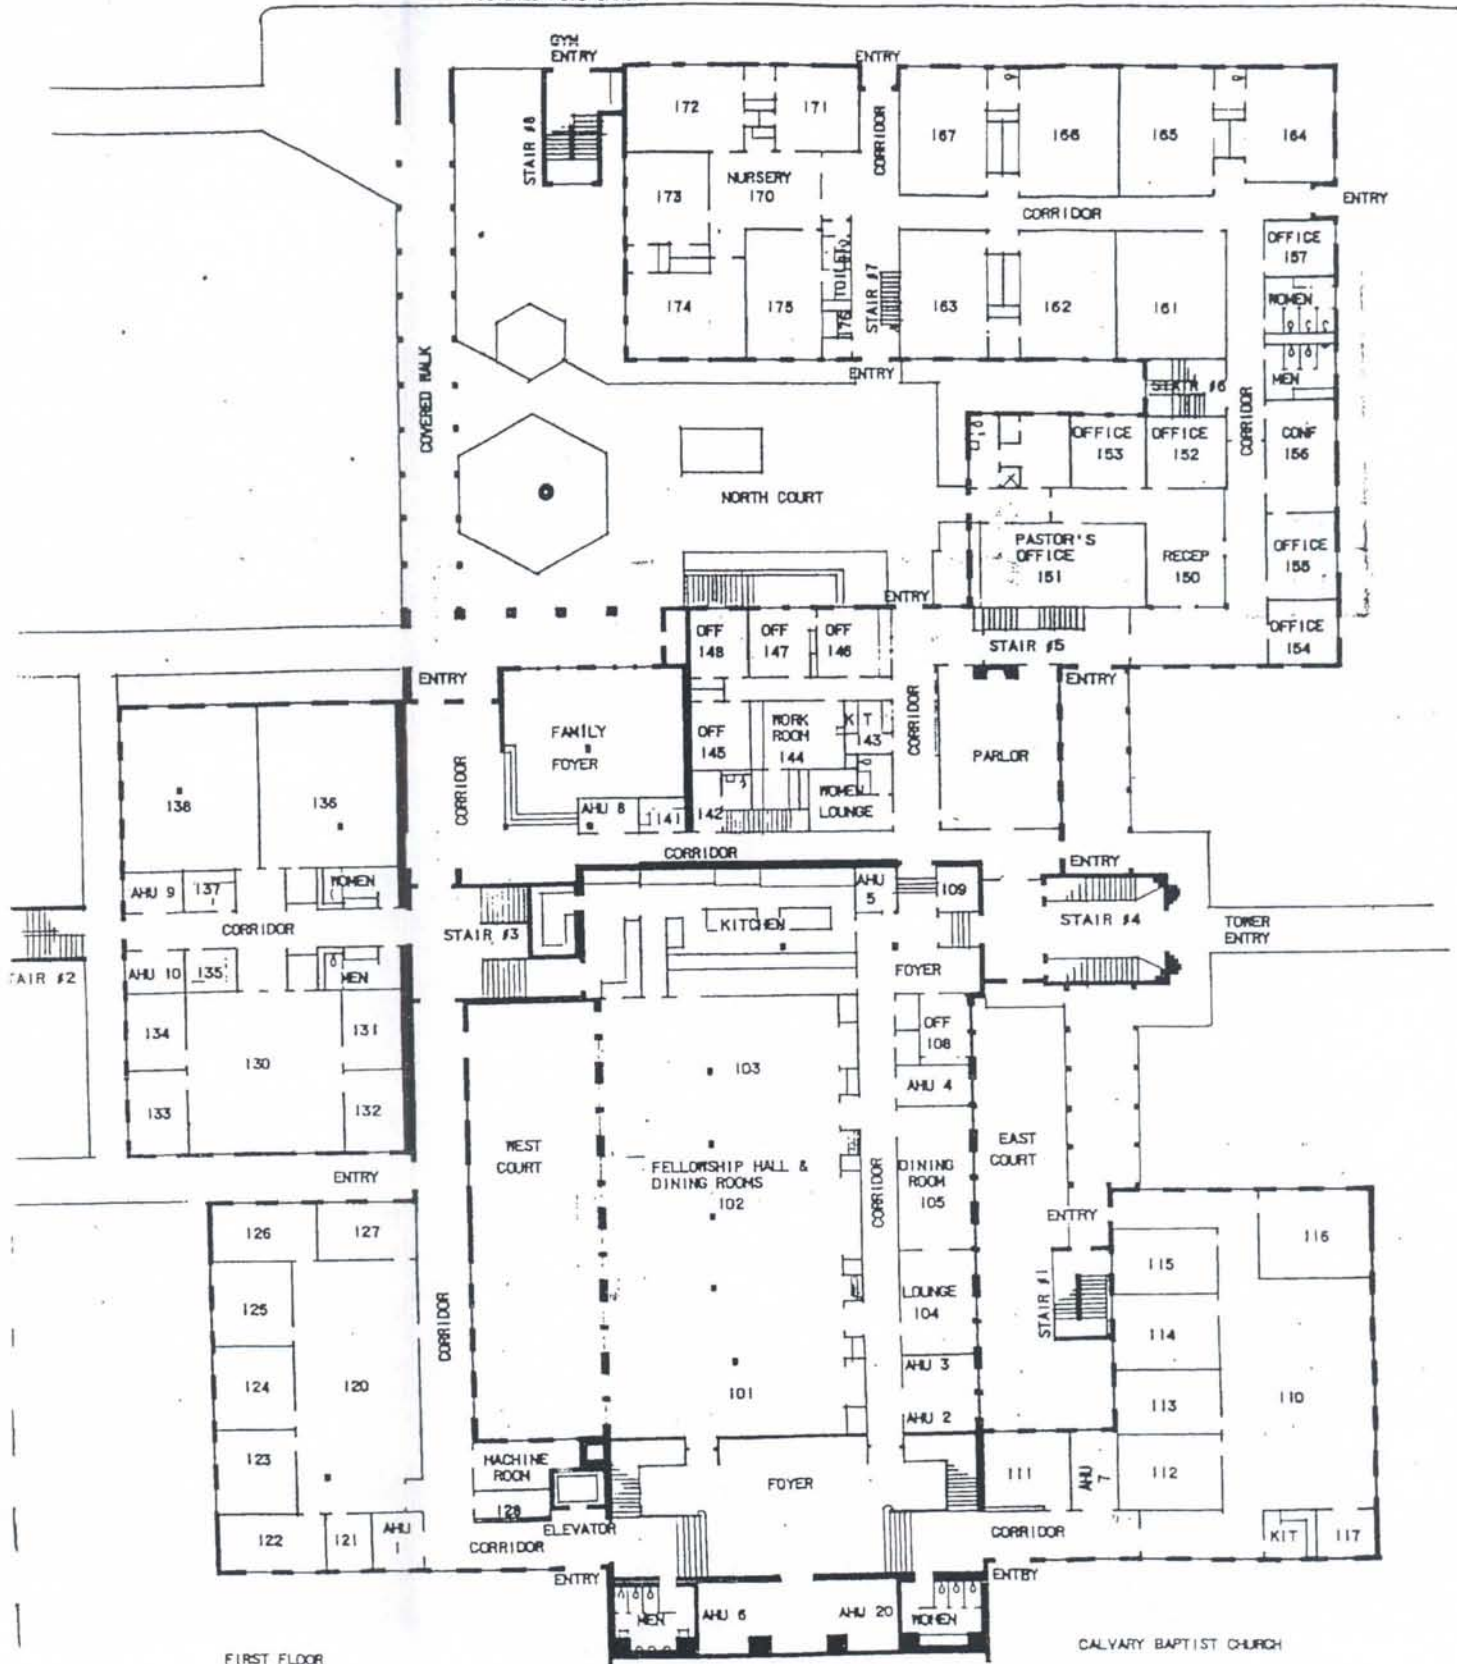 GYM
ENTRY
ENTRY
STAIR #8
172
171
CORRIDOR
167
166
165
164
NURSERY
170
173
ENTRY
CORRIDOR
OFFICE
157
174
175
TOILET
176
STAIR #7
163
162
161
WOMEN
MEN
COVERED WALK
ENTRY
STAIR #6
CORRIDOR
OFFICE
153
OFFICE
152
CONF
156
NORTH COURT
PASTOR'S
OFFICE
151
RECEP
150
OFFICE
155
ENTRY
OFF
148
OFF
147
OFF
146
STAIR #5
OFFICE
154
ENTRY
ENTRY
FAMILY
FOYER
OFF
145
WORK
ROOM
144
KIT
143
CORRIDOR
PARLOR
138
136
CORRIDOR
AHU 8
141
142
WOMEN
LOUNGE
CORRIDOR
ENTRY
AHU 9
137
WOMEN
AHU
5
109
CORRIDOR
STAIR #3
KITCHEN
STAIR #4
TOWER
ENTRY
TAIR #2
AHU 10
135
MEN
FOYER
134
131
130
OFF
108
103
AHU 4
133
132
WEST
COURT
EAST
COURT
FELLOWSHIP HALL &
DINING ROOMS
102
DINING
ROOM
105
ENTRY
CORRIDOR
ENTRY
126
127
116
115
125
LOUNGE
104
STAIR #1
CORRIDOR
114
124
120
AHU 3
101
113
110
AHU 2
123
MACHINE
ROOM
FOYER
111
AHU
7
112
128
122
121
AHU
ELEVATOR
CORRIDOR
CORRIDOR
KIT
117
ENTRY
ENTRY
MEN
AHU 6
AHU 20
WOMEN
FIRST FLOOR
CALVARY BAPTIST CHURCH